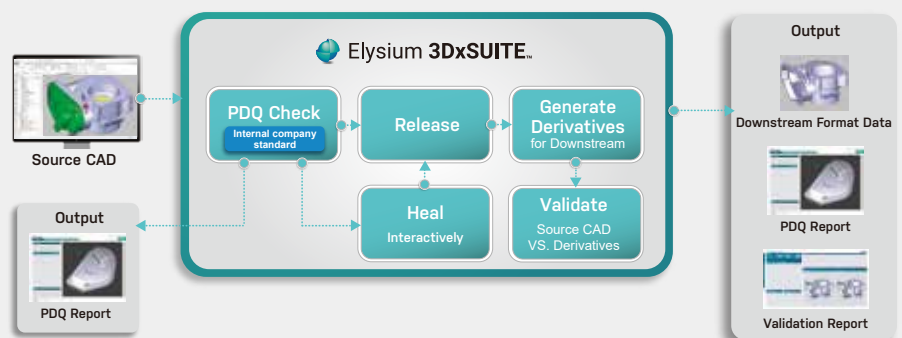 Elysium 3DxSUITE™
Source CAD
PDQ Check
Internal company
standard
Release
Generate
Derivatives
for Downstream
Heal
Interactively
Validate
Source CAD
VS. Derivatives
Output
PDQ Report
Output
Downstream Format Data
PDQ Report
Validation Report